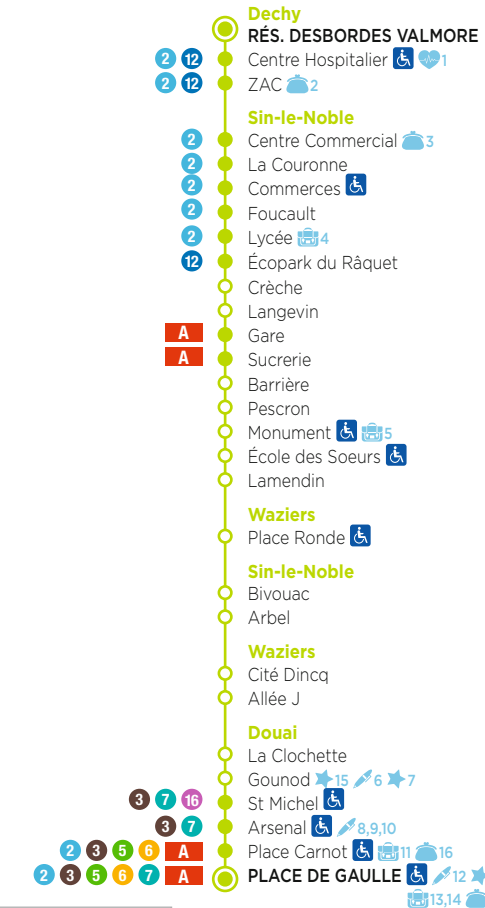 Dechy
RÉS. DESBORDES VALMORE
2 12 Centre Hospitalier 1
2 12 ZAC 2
Sin-le-Noble
2 Centre Commercial 3
2 La Couronne
2 Commerces
2 Foucault
2 Lycée 4
12 Écopark du Râquet
Crèche
Langevin
A Gare
A Sucrerie
Barrière
Pescron
Monument 5
École des Soeurs
Lamendin
Waziers
Place Ronde
Sin-le-Noble
Bivouac
Arbel
Waziers
Cité Dincq
Allée J
Douai
La Clochette
Gounod 15 6 7
3 7 16 St Michel
3 7 Arsenal 8,9,10
2 3 5 6 A Place Carnot 11 16
2 3 5 6 7 A PLACE DE GAULLE 12
13,14